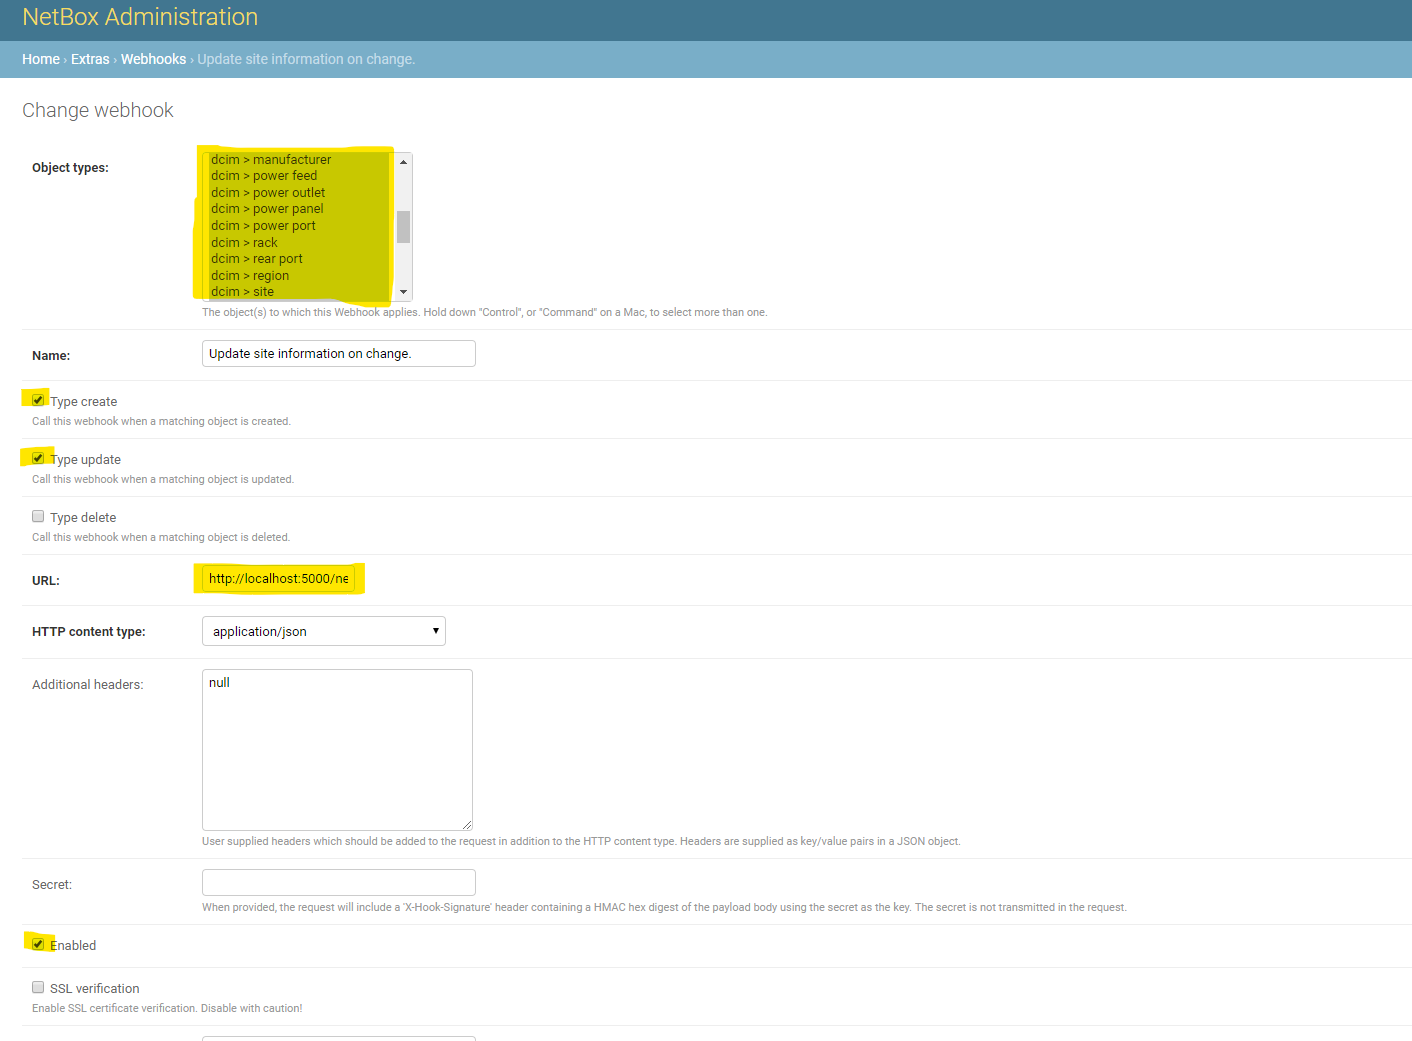 NetBox Administration
Home › Extras › Webhooks › Update site information on change.
Change webhook
Object types:
dcim > manufacturer
dcim > power feed
dcim > power outlet
dcim > power panel
dcim > power port
dcim > rack
dcim > rear port
dcim > region
dcim > site
The object(s) to which this Webhook applies. Hold down "Control", or "Command" on a Mac, to select more than one.
Name:
Update site information on change.
Type create
Call this webhook when a matching object is created.
Type update
Call this webhook when a matching object is updated.
Type delete
Call this webhook when a matching object is deleted.
URL:
http://localhost:5000/ne
HTTP content type:
application/json
Additional headers:
null
User supplied headers which should be added to the request in addition to the HTTP content type. Headers are supplied as key/value pairs in a JSON object.
Secret:
When provided, the request will include a 'X-Hook-Signature' header containing a HMAC hex digest of the payload body using the secret as the key. The secret is not transmitted in the request.
Enabled
SSL verification
Enable SSL certificate verification. Disable with caution!